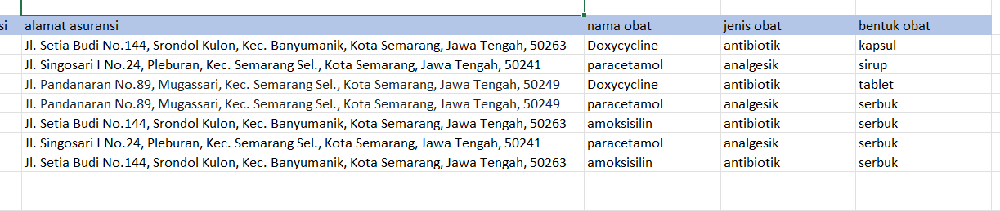 si alamat asuransi nama obat jenis obat bentuk obat
Jl. Setia Budi No.144, Srondol Kulon, Kec. Banyumanik, Kota Semarang, Jawa Tengah, 50263 Doxycycline antibiotik kapsul
Jl. Singosari I No.24, Pleburan, Kec. Semarang Sel., Kota Semarang, Jawa Tengah, 50241 paracetamol analgesik sirup
Jl. Pandanaran No.89, Mugassari, Kec. Semarang Sel., Kota Semarang, Jawa Tengah, 50249 Doxycycline antibiotik tablet
Jl. Pandanaran No.89, Mugassari, Kec. Semarang Sel., Kota Semarang, Jawa Tengah, 50249 paracetamol analgesik serbuk
Jl. Setia Budi No.144, Srondol Kulon, Kec. Banyumanik, Kota Semarang, Jawa Tengah, 50263 amoksisilin antibiotik serbuk
Jl. Singosari I No.24, Pleburan, Kec. Semarang Sel., Kota Semarang, Jawa Tengah, 50241 paracetamol analgesik serbuk
Jl. Setia Budi No.144, Srondol Kulon, Kec. Banyumanik, Kota Semarang, Jawa Tengah, 50263 amoksisilin antibiotik serbuk